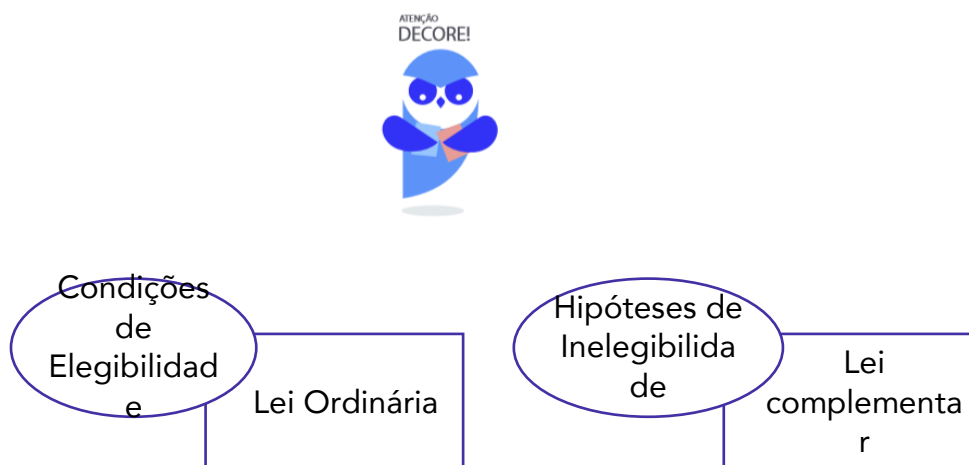 ATENÇÃO
DECORE!
Condições
de
Elegibilidad
e
Lei Ordinária
Hipóteses de
Inelegibilida
de
Lei
complementa
r